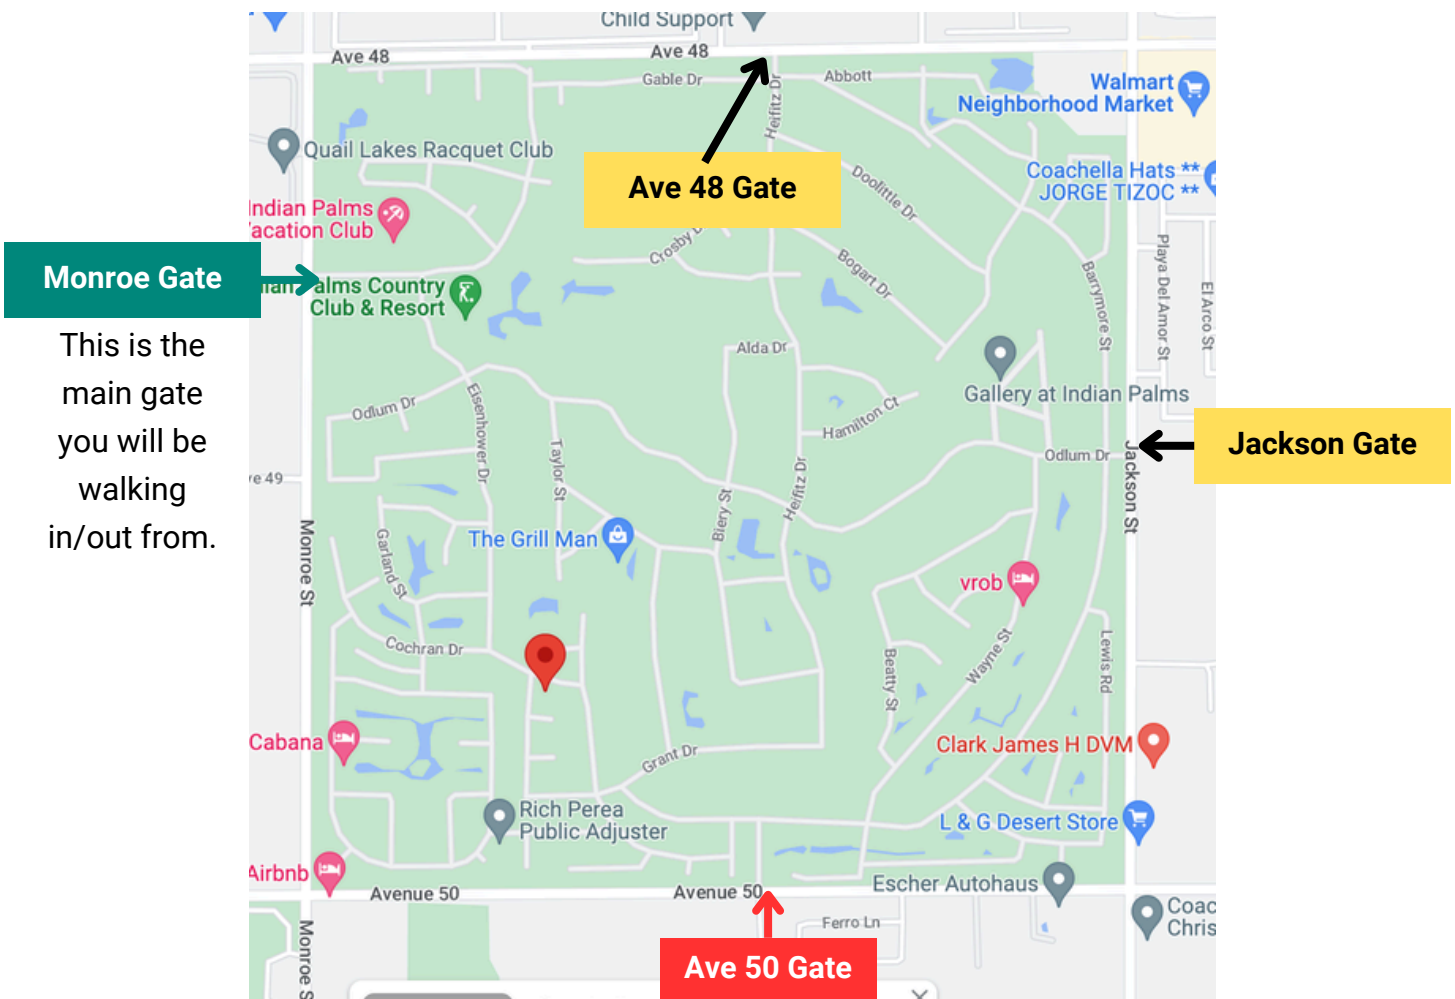 Child Support
Ave 48
Ave 48
Gable Dr
Abbott
Heifitz Dr
Walmart
Neighborhood Market
Quail Lakes Racquet Club
Ave 48 Gate
Doolittle Dr
Coachella Hats **
JORGE TIZOC **
Indian Palms
Vacation Club
Crosby D
Bogart Dr
Barrymore St
Playa Del Amor St
El Arco St
Monroe Gate
alms Country
Club & Resort
This is the
main gate
you will be
walking
in/out from.
Alda Dr
Gallery at Indian Palms
Odlum Dr
Eisenhower Dr
Hamilton Ct
Taylor St
Jackson Gate
Odlum Dr
Jackson St
ve 49
Heifitz Dr
Biery St
Monroe St
Garland St
The Grill Man
vrob
Cochran Dr
Beatty St
Wayne St
Lewis Rd
Cabana
Grant Dr
Clark James H DVM
Rich Perea
Public Adjuster
L & G Desert Store
Airbnb
Avenue 50
Avenue 50
Escher Autohaus
Ferro Ln
Coac
Chris
Monroe S
Ave 50 Gate